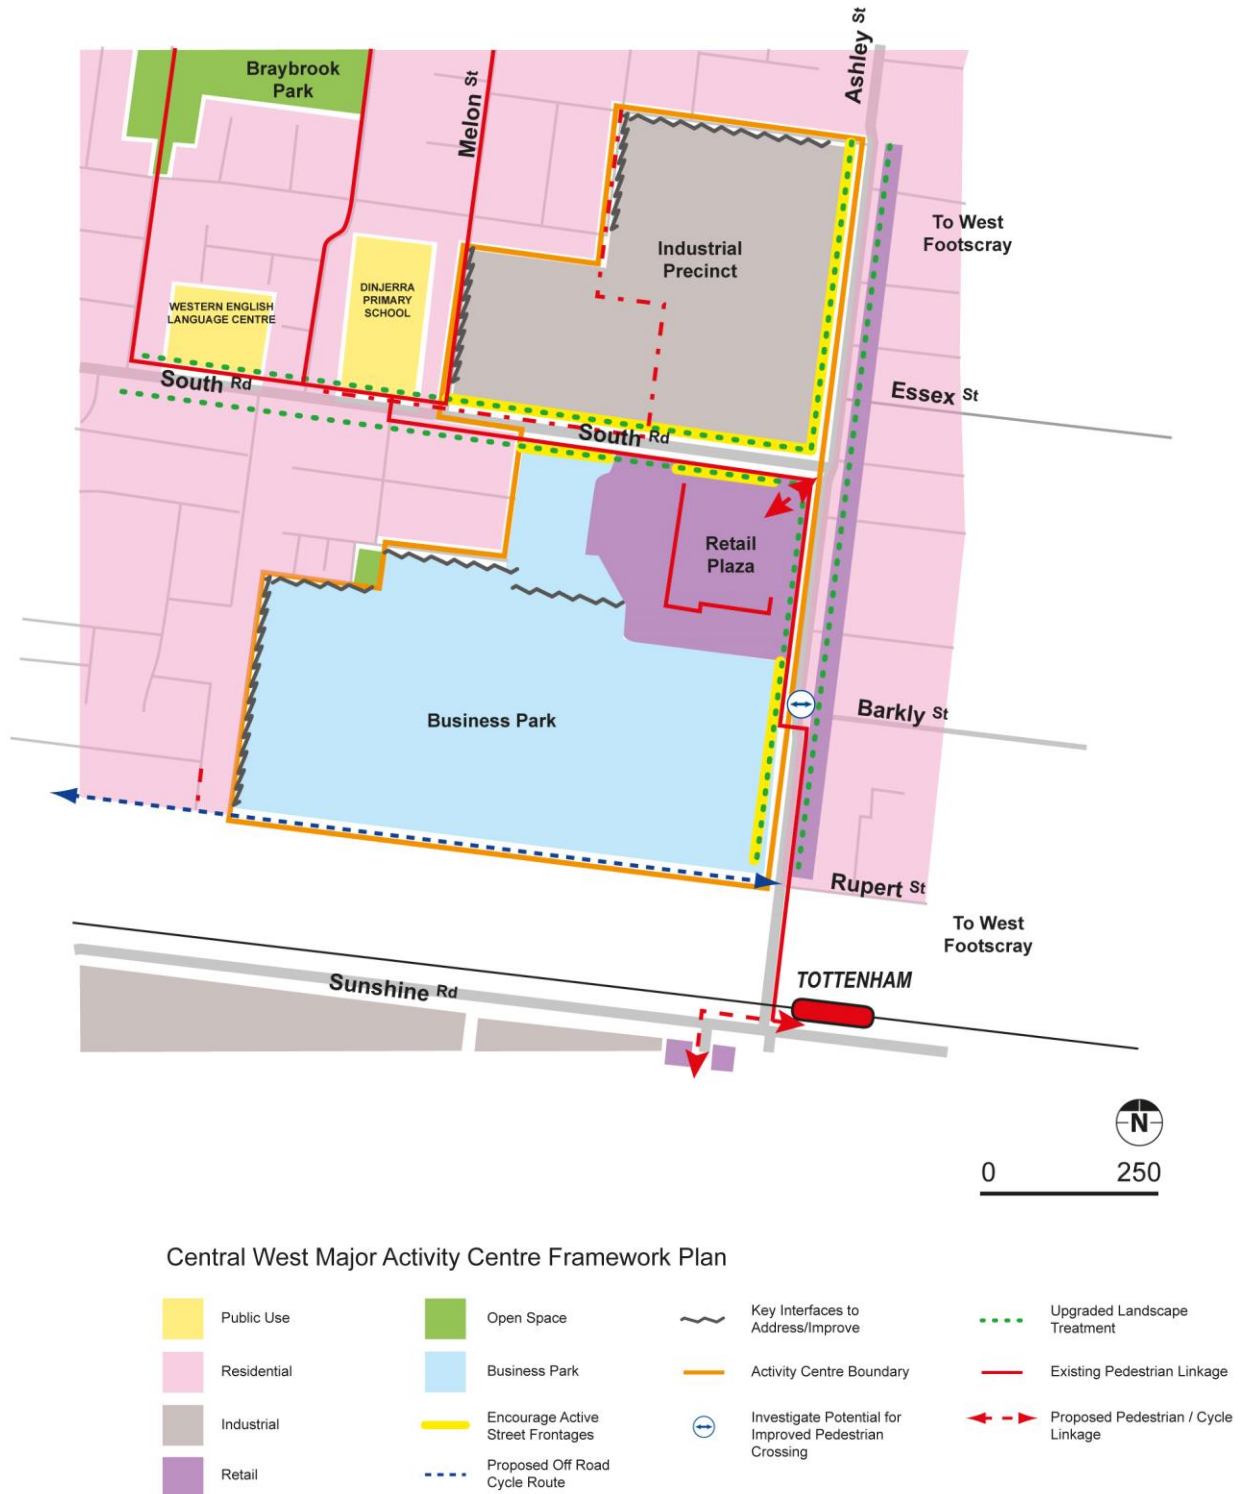 Ashley St
Braybrook
Park
Melon St
To West
Footscray
Industrial
Precinct
DINJERRA
PRIMARY
SCHOOL
WESTERN ENGLISH
LANGUAGE CENTRE
South Rd
Essex St
South Rd
Retail
Plaza
Business Park
Barkly St
Rupert St
To West
Footscray
TOTTENHAM
Sunshine Rd
N
0 250
Central West Major Activity Centre Framework Plan
Public Use
Residential
Industrial
Retail
Open Space
Business Park
Encourage Active
Street Frontages
Proposed Off Road
Cycle Route
Key Interfaces to
Address/Improve
Activity Centre Boundary
Investigate Potential for
Improved Pedestrian
Crossing
Upgraded Landscape
Treatment
Existing Pedestrian Linkage
Proposed Pedestrian / Cycle
Linkage